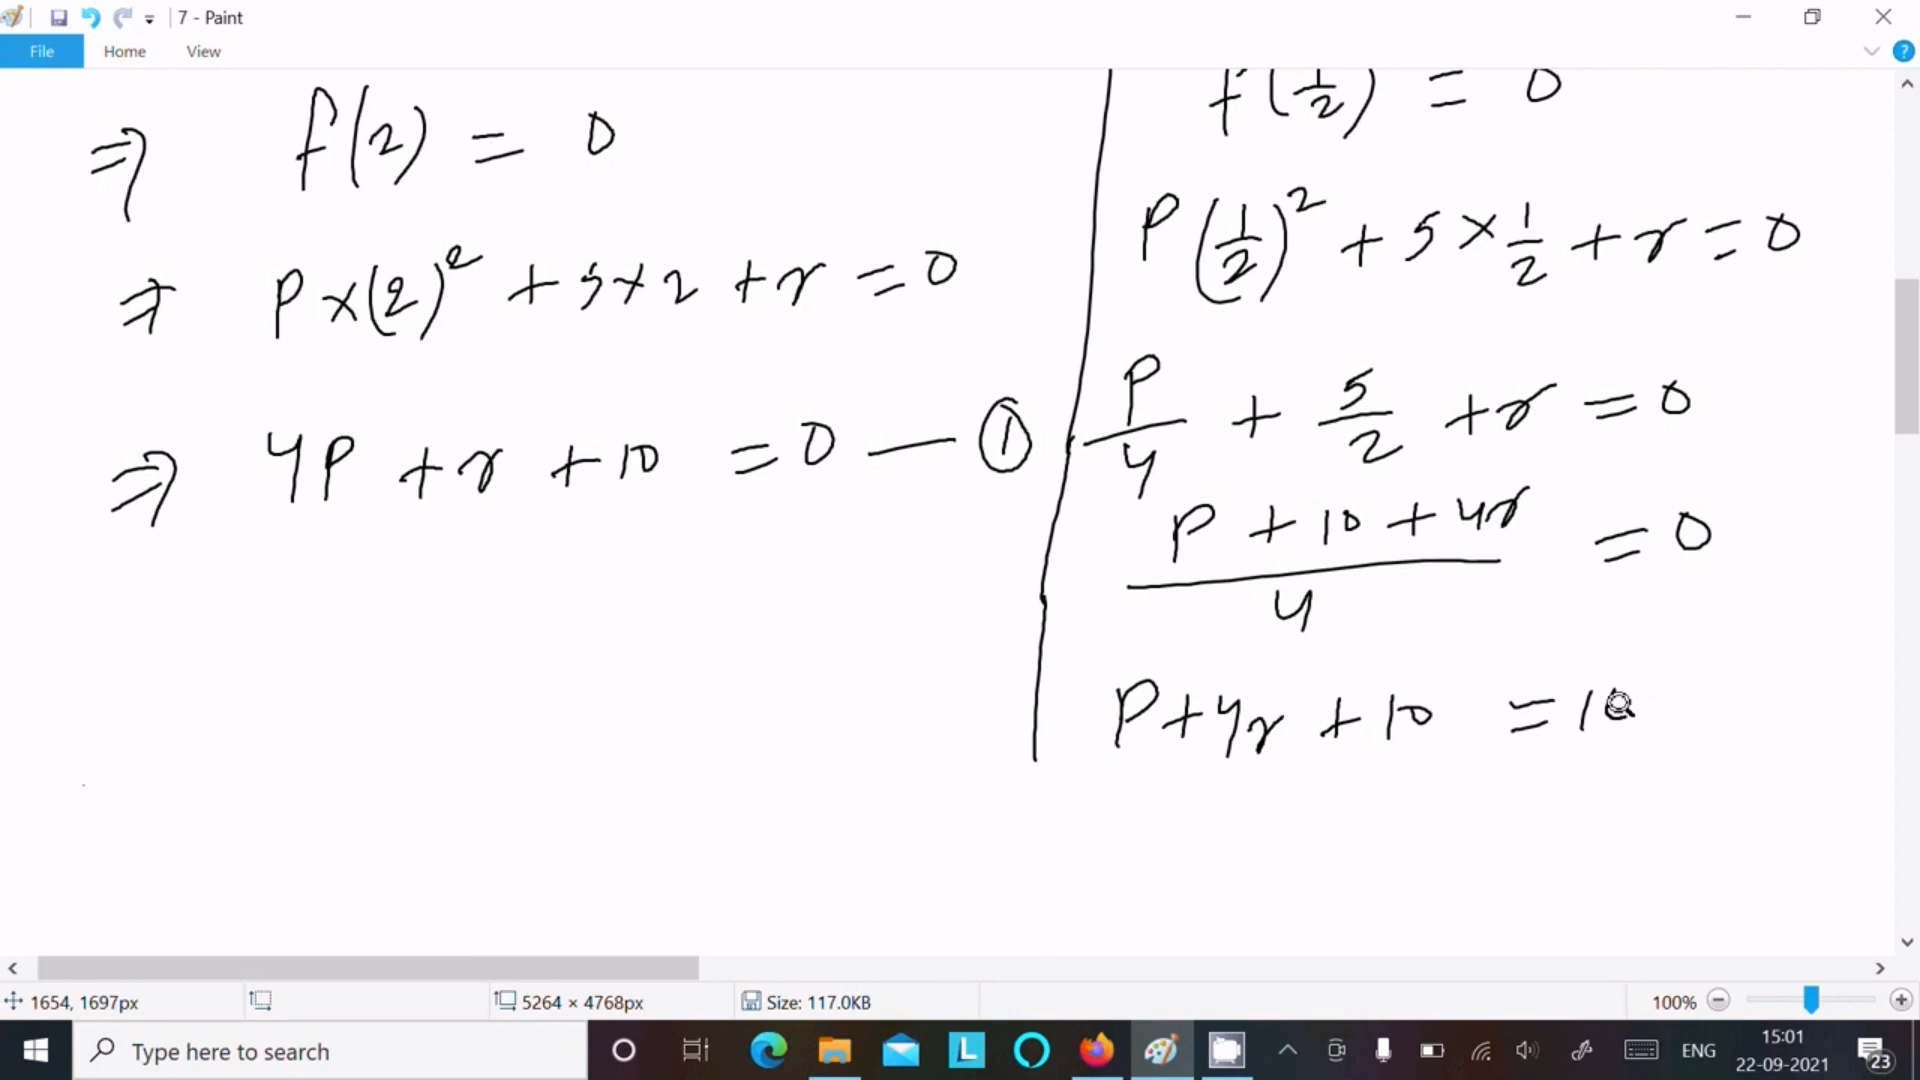 7 - Paint
File Home View
⇒ f(2) = 0
⇒ P×(2)² + 5×2 + r = 0
⇒ 4P + r + 10 = 0 — ①
f(1/2) = 0
P(1/2)² + 5×1/2 + r = 0
P/4 + 5/2 + r = 0
(P + 10 + 4r)/4 = 0
P + 4r + 10 =
1654, 1697px 5264 × 4768px Size: 117.0KB 100%
Type here to search
L
ENG
15:01
22-09-2021
23